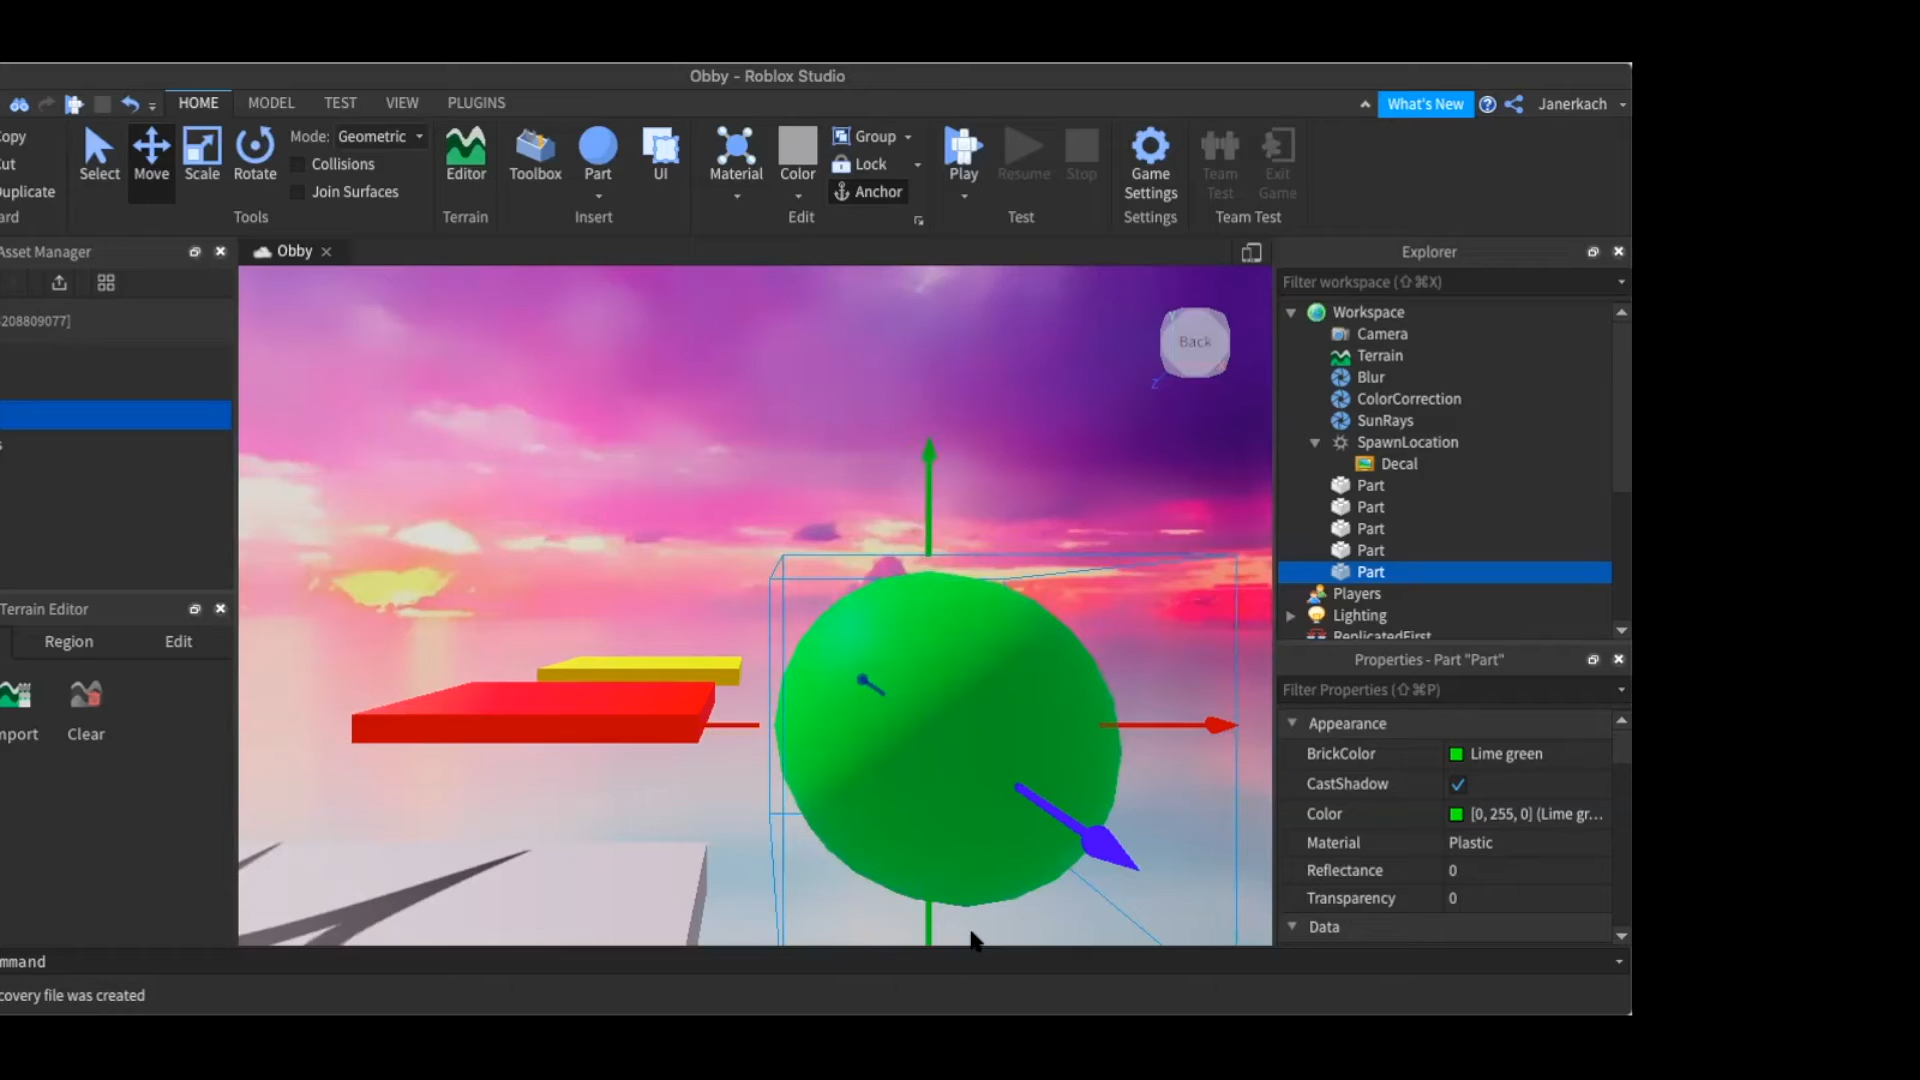 Obby - Roblox Studio
HOME MODEL TEST VIEW PLUGINS
What's New
Janerkach
opy
ut
uplicate
ard
Select Move Scale Rotate
Mode: Geometric
Collisions
Join Surfaces
Tools
Editor
Terrain
Toolbox Part UI
Insert
Material Color
Group
Lock
Anchor
Edit
Play Resume Stop
Test
Game Settings
Settings
Team Test
Exit Game
Team Test
Asset Manager
Obby
Explorer
208809077]
Filter workspace (⇧⌘X)
Workspace
Camera
Terrain
Blur
ColorCorrection
SunRays
SpawnLocation
Decal
Part
Part
Part
Part
Part
Players
Lighting
ReplicatedFirst
Back
Z
s
Terrain Editor
Region Edit
mport Clear
Properties - Part "Part"
Filter Properties (⇧⌘P)
Appearance
BrickColor Lime green
CastShadow
Color [0, 255, 0] (Lime gr...
Material Plastic
Reflectance 0
Transparency 0
Data
mmand
covery file was created